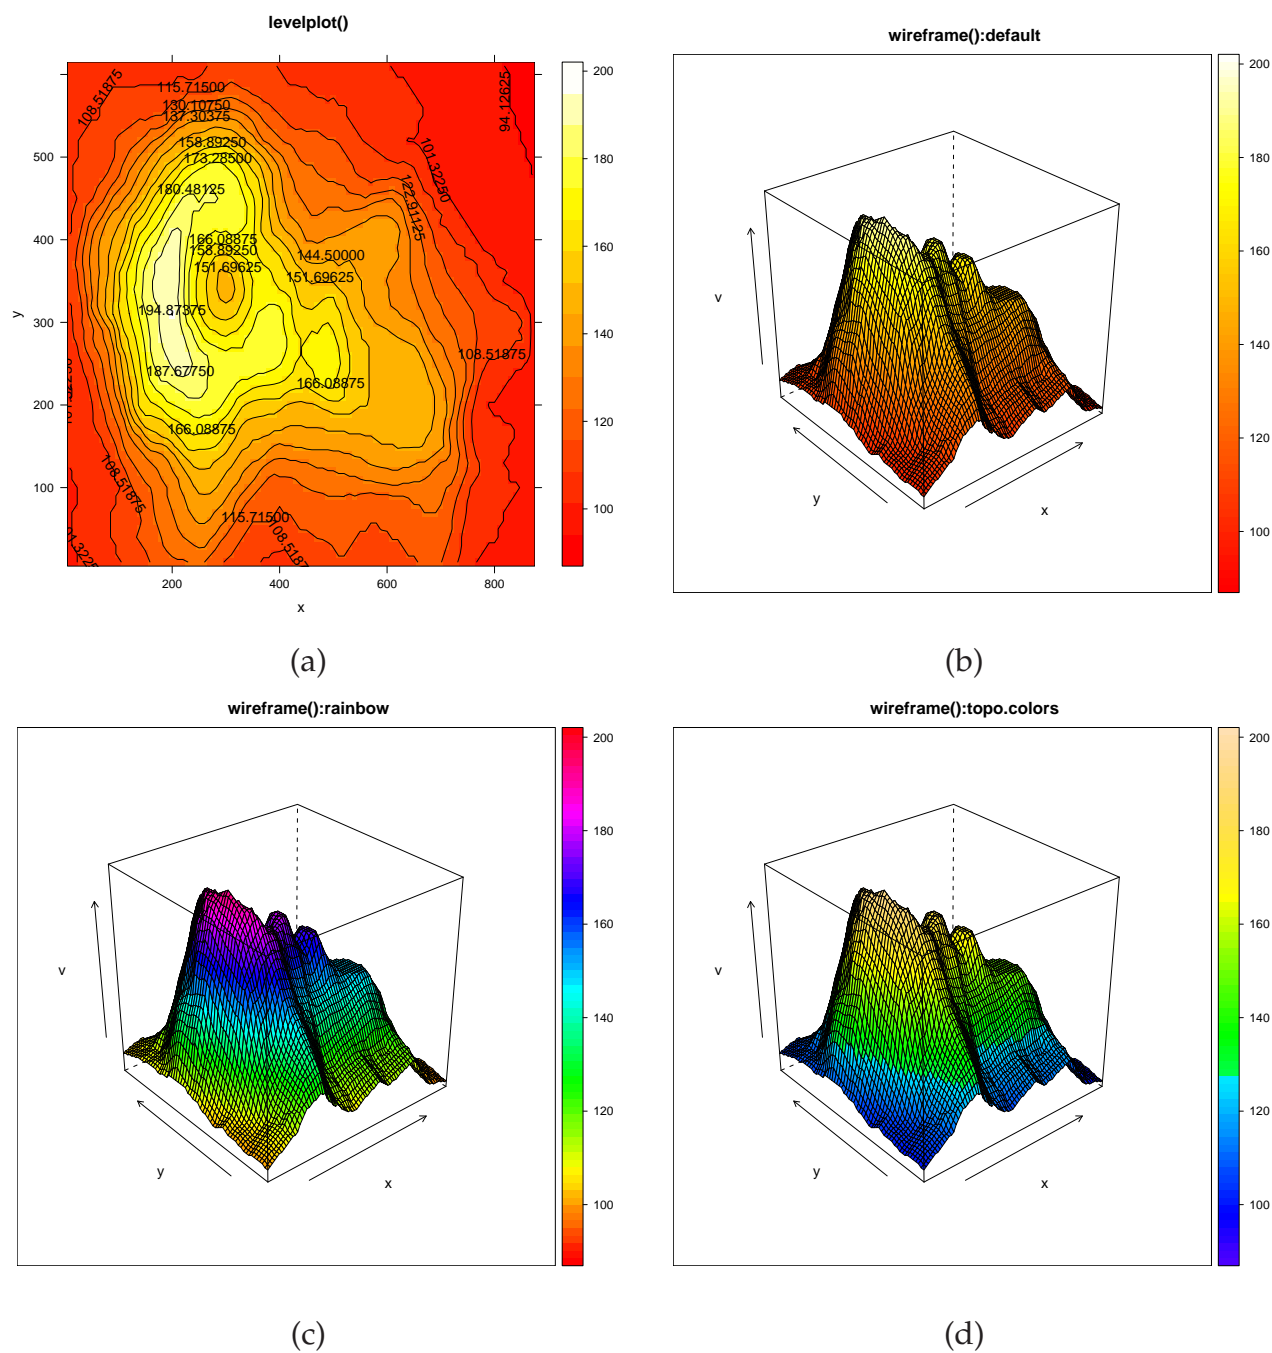 levelplot()
108.51875
115.71500
130.10750
137.30375
158.89250
173.28500
180.48125
166.08875
158.89250
151.69625
194.87375
187.67750
166.08875
144.50000
151.69625
166.08875
122.91125
101.32250
94.12625
108.51875
108.51875
115.71500
200
180
160
140
120
100
500
400
300
200
100
y
200
400
600
800
x
(a)
wireframe():default
v
y
x
200
180
160
140
120
100
(b)
wireframe():rainbow
v
y
x
200
180
160
140
120
100
(c)
wireframe():topo.colors
v
y
x
200
180
160
140
120
100
(d)